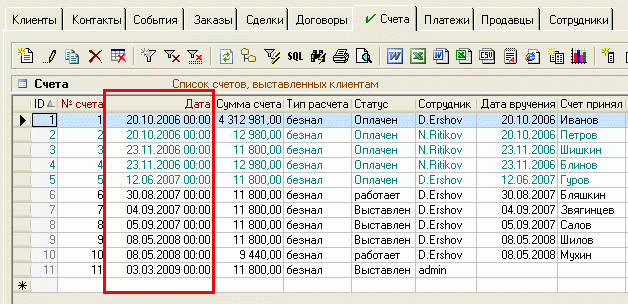 Клиенты Контакты События Заказы Сделки Договоры Счета Платежи Продавцы Сотрудники
SQL
Счета Список счетов, выставленных клиентам
ID № счета Дата Сумма счета Тип расчета Статус Сотрудник Дата вручения Счет принял
1 1 20.10.2006 00:00 4 312 981,00 безнал Оплачен D.Ershov 20.10.2006 Иванов
2 2 20.10.2006 00:00 12 980,00 безнал Оплачен N.Ritikov 20.10.2006 Петров
3 3 23.11.2006 00:00 11 800,00 безнал Оплачен N.Ritikov 23.11.2006 Шишкин
4 4 23.11.2006 00:00 12 980,00 безнал Оплачен N.Ritikov 23.11.2006 Блинов
5 5 12.06.2007 00:00 11 800,00 безнал Оплачен D.Ershov 12.06.2007 Гуров
6 6 30.08.2007 00:00 11 800,00 безнал работает D.Ershov 30.08.2007 Бляшкин
7 7 04.09.2007 00:00 11 800,00 безнал Выставлен D.Ershov 04.09.2007 Звягинцев
8 8 05.09.2007 00:00 11 800,00 безнал Выставлен D.Ershov 05.09.2007 Салов
9 9 08.05.2008 00:00 11 800,00 безнал Выставлен D.Ershov 08.05.2008 Шилов
10 10 08.05.2008 00:00 9 440,00 безнал работает D.Ershov 08.05.2008 Мухин
11 11 03.03.2009 00:00 11 800,00 безнал Выставлен admin